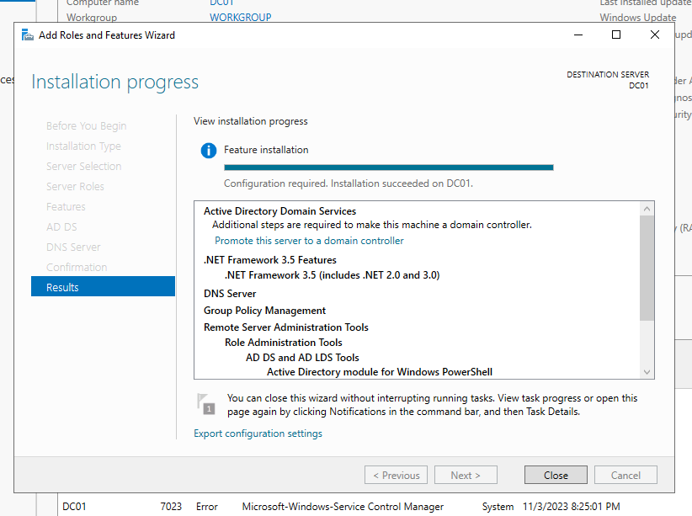 Computer name DC01 Last installed update
Workgroup WORKGROUP Windows Update
Add Roles and Features Wizard
Installation progress
DESTINATION SERVER
DC01
Before You Begin
Installation Type
Server Selection
Server Roles
Features
AD DS
DNS Server
Confirmation
Results
View installation progress
Feature installation
Configuration required. Installation succeeded on DC01.
Active Directory Domain Services
Additional steps are required to make this machine a domain controller.
Promote this server to a domain controller
.NET Framework 3.5 Features
.NET Framework 3.5 (includes .NET 2.0 and 3.0)
DNS Server
Group Policy Management
Remote Server Administration Tools
Role Administration Tools
AD DS and AD LDS Tools
Active Directory module for Windows PowerShell
1
You can close this wizard without interrupting running tasks. View task progress or open this
page again by clicking Notifications in the command bar, and then Task Details.
Export configuration settings
< Previous Next > Close Cancel
DC01 7023 Error Microsoft-Windows-Service Control Manager System 11/3/2023 8:25:01 PM